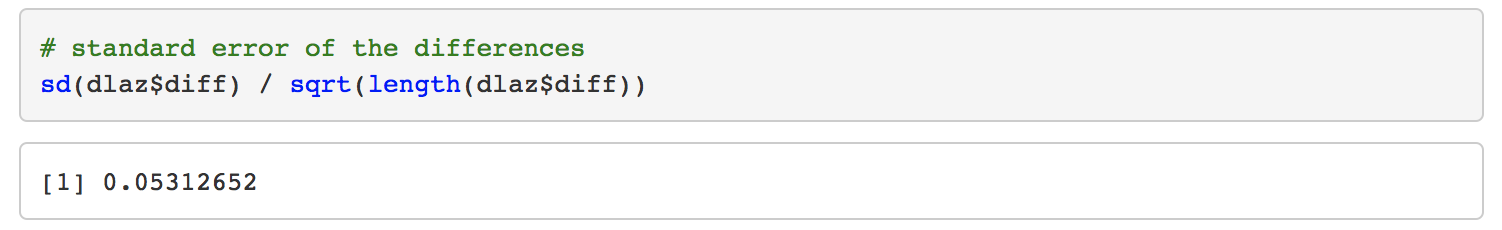 # standard error of the differences
sd(dlaz$diff) / sqrt(length(dlaz$diff))
[1] 0.05312652